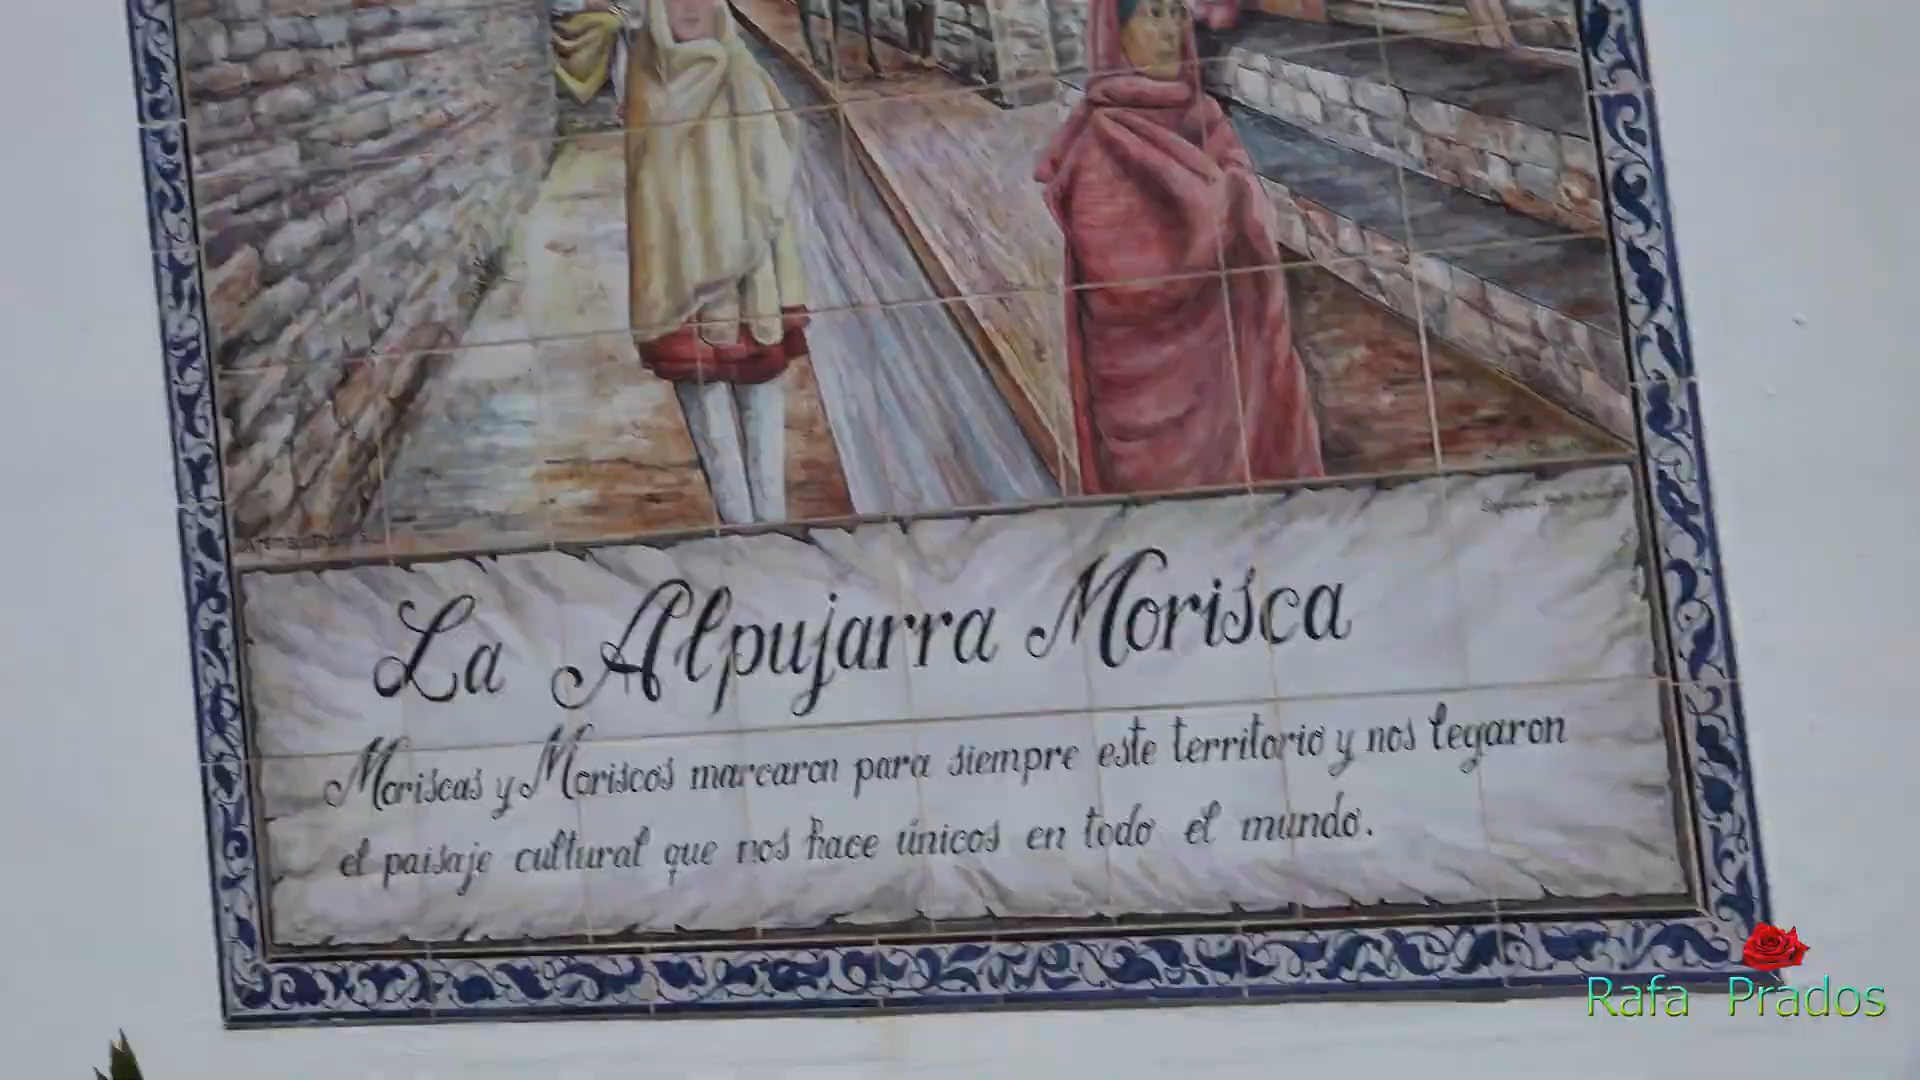 La Alpujarra Morisca
Moriscas y Moriscos marcaron para siempre este territorio y nos legaron
el paisaje cultural que nos hace únicos en todo el mundo.
Rafa Prados